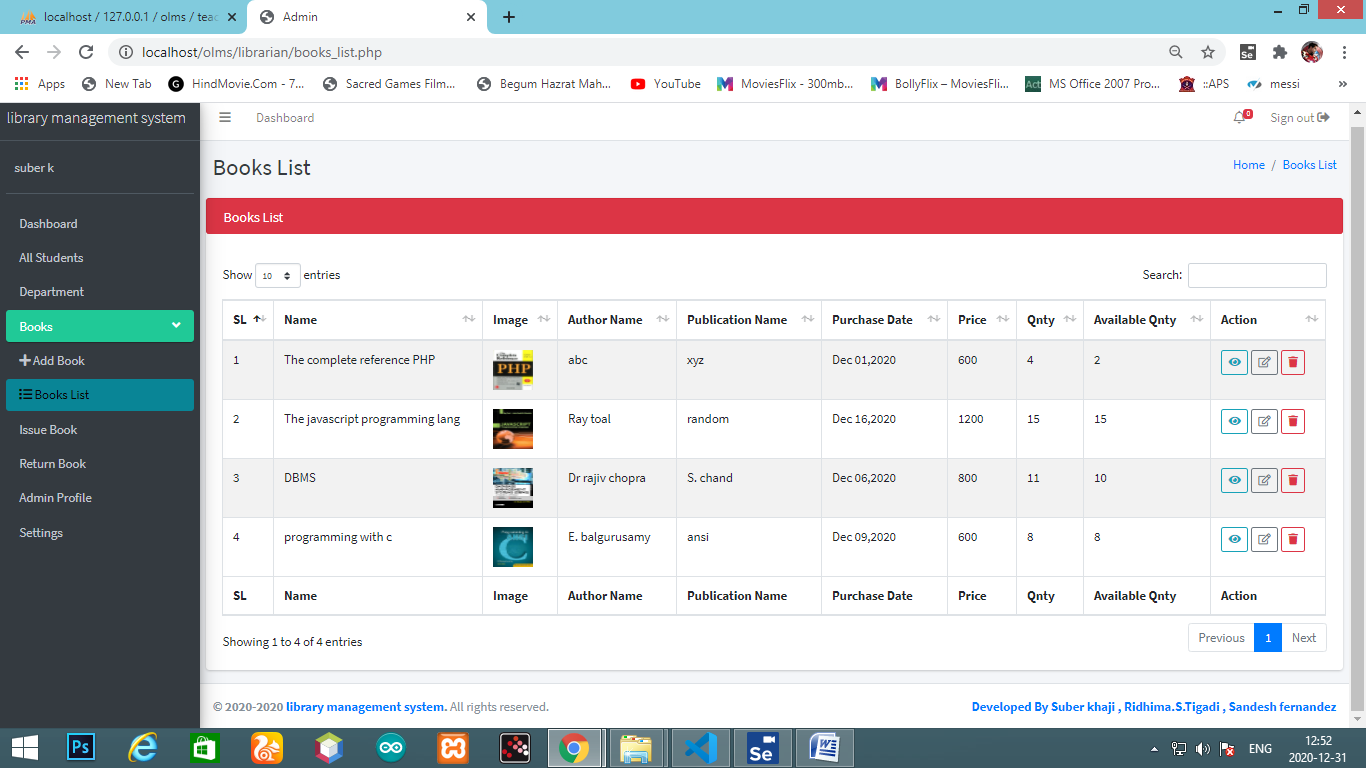 localhost / 127.0.0.1 / olms / teac
Admin
localhost/olms/librarian/books_list.php
Apps New Tab HindMovie.Com - 7... Sacred Games Film... Begum Hazrat Mah... YouTube MoviesFlix - 300mb... BollyFlix – MoviesFli... MS Office 2007 Pro... ::APS messi »
library management system
Dashboard
0
Sign out
suber k
Books List
Home / Books List
Dashboard
All Students
Department
Books
Add Book
Books List
Issue Book
Return Book
Admin Profile
Settings
Books List
Show 10 entries
Search:
SL Name Image Author Name Publication Name Purchase Date Price Qnty Available Qnty Action
1 The complete reference PHP PHP abc xyz Dec 01,2020 600 4 2
2 The javascript programming lang JAVASCRIPT Ray toal random Dec 16,2020 1200 15 15
3 DBMS Dr rajiv chopra S. chand Dec 06,2020 800 11 10
4 programming with c C E. balgurusamy ansi Dec 09,2020 600 8 8
SL Name Image Author Name Publication Name Purchase Date Price Qnty Available Qnty Action
Showing 1 to 4 of 4 entries
Previous 1 Next
© 2020-2020 library management system. All rights reserved.
Developed By Suber khaji , Ridhima.S.Tigadi , Sandesh fernandez
Ps
Se
W
ENG
12:52
2020-12-31